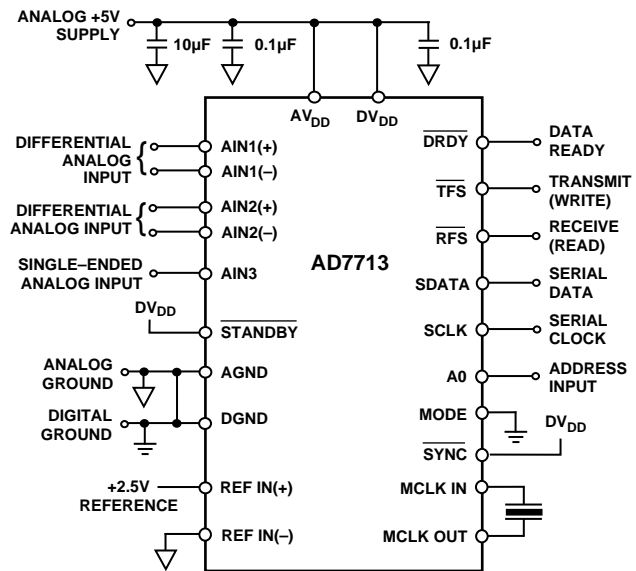 ANALOG +5V
SUPPLY
10µF
0.1µF
0.1µF
AVDD
DVDD
DIFFERENTIAL
ANALOG
INPUT
AIN1(+)
AIN1(–)
DIFFERENTIAL
ANALOG INPUT
AIN2(+)
AIN2(–)
SINGLE–ENDED
ANALOG INPUT
AIN3
DVDD
STANDBY
ANALOG
GROUND
AGND
DIGITAL
GROUND
DGND
+2.5V
REFERENCE
REF IN(+)
REF IN(–)
AD7713
DRDY
DATA
READY
TFS
TRANSMIT
(WRITE)
RFS
RECEIVE
(READ)
SDATA
SERIAL
DATA
SCLK
SERIAL
CLOCK
A0
ADDRESS
INPUT
MODE
DVDD
SYNC
MCLK IN
MCLK OUT